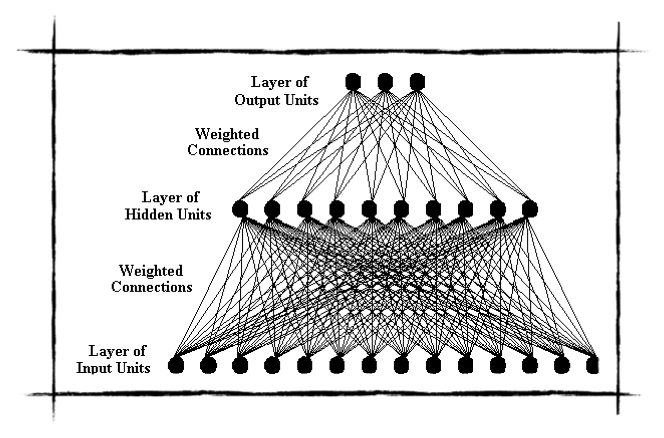 Layer of
Output Units
Weighted
Connections
Layer of
Hidden Units
Weighted
Connections
Layer of
Input Units